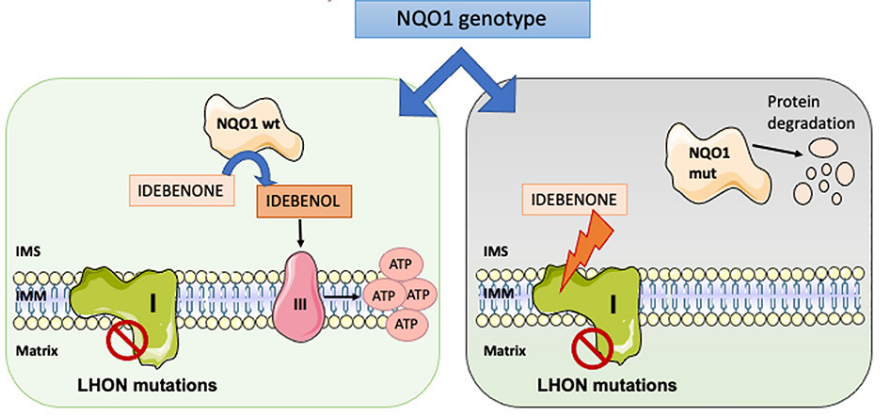 NQO1 genotype
NQO1 wt
IDEBENONE
IDEBENOL
IMS
IMM
Matrix
I
III
ATP
ATP
ATP
ATP
LHON mutations
Protein
degradation
NQO1
mut
IDEBENONE
IMS
IMM
Matrix
I
LHON mutations